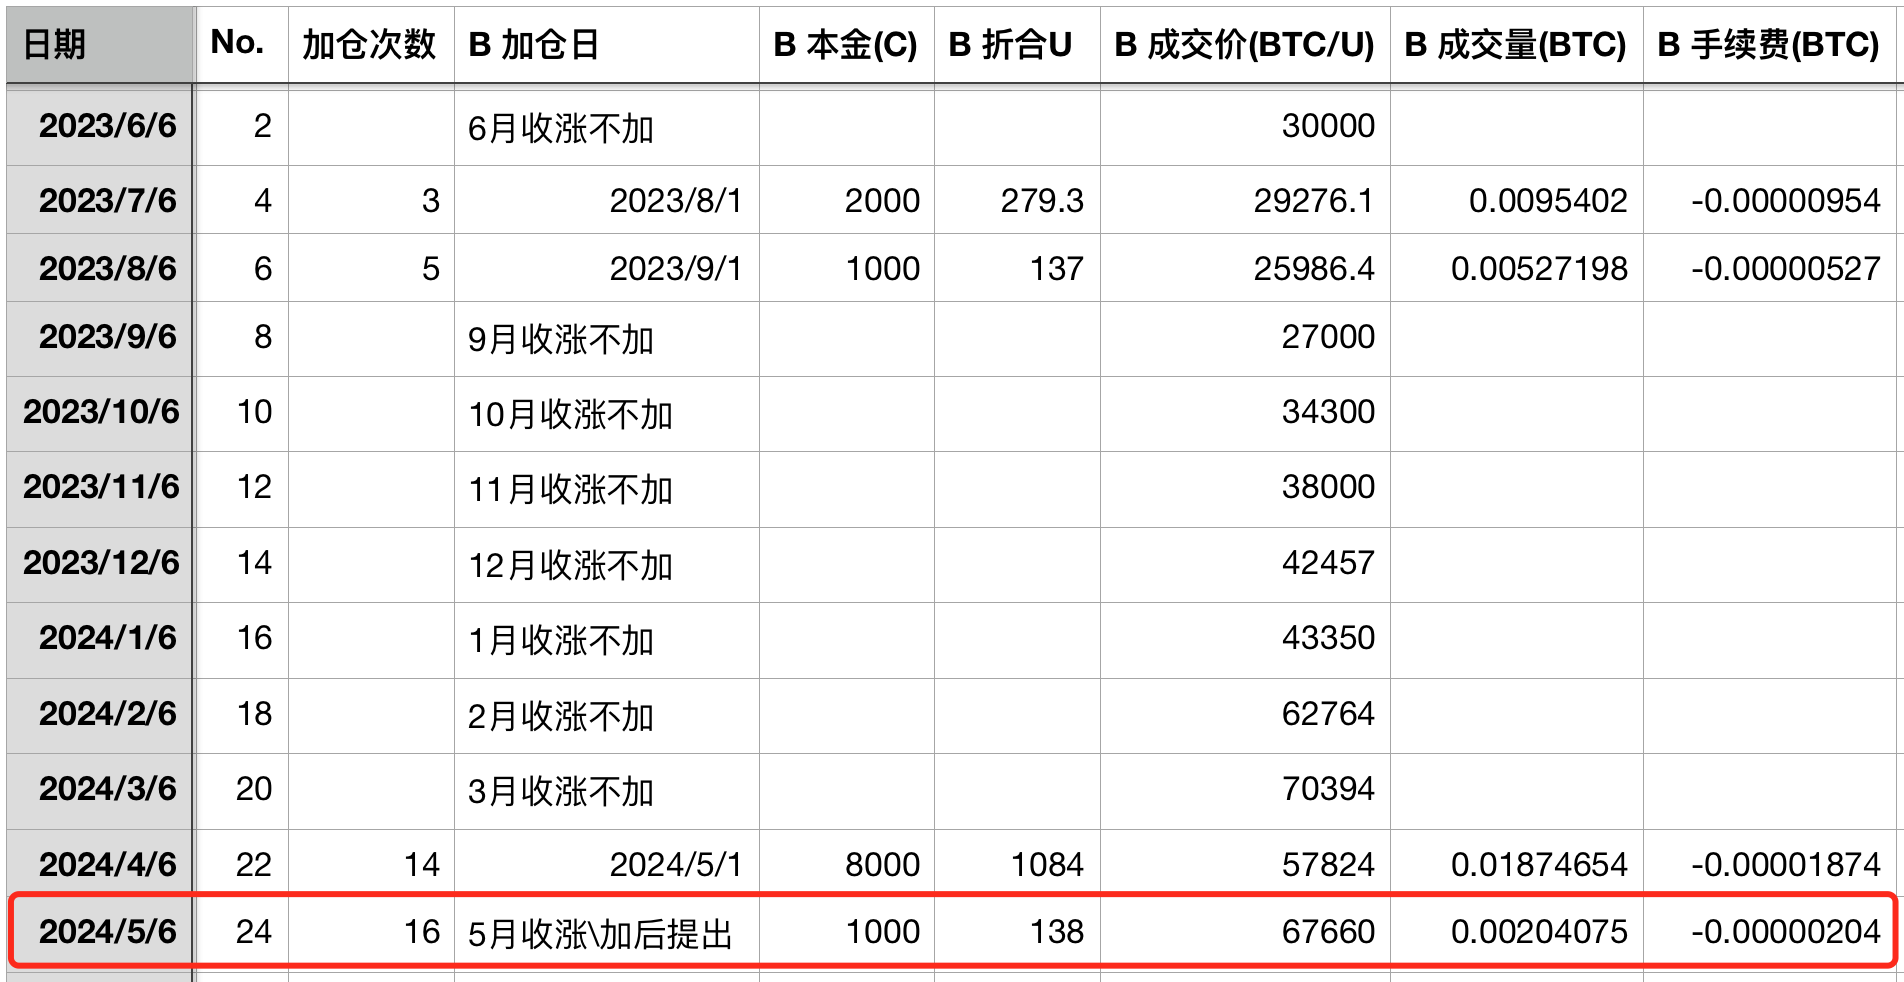 日期 No. 加仓次数 B 加仓日 B 本金(C) B 折合U B 成交价(BTC/U) B 成交量(BTC) B 手续费(BTC)
2023/6/6 2 6月收涨不加 30000
2023/7/6 4 3 2023/8/1 2000 279.3 29276.1 0.0095402 -0.00000954
2023/8/6 6 5 2023/9/1 1000 137 25986.4 0.00527198 -0.00000527
2023/9/6 8 9月收涨不加 27000
2023/10/6 10 10月收涨不加 34300
2023/11/6 12 11月收涨不加 38000
2023/12/6 14 12月收涨不加 42457
2024/1/6 16 1月收涨不加 43350
2024/2/6 18 2月收涨不加 62764
2024/3/6 20 3月收涨不加 70394
2024/4/6 22 14 2024/5/1 8000 1084 57824 0.01874654 -0.00001874
2024/5/6 24 16 5月收涨\加后提出 1000 138 67660 0.00204075 -0.00000204